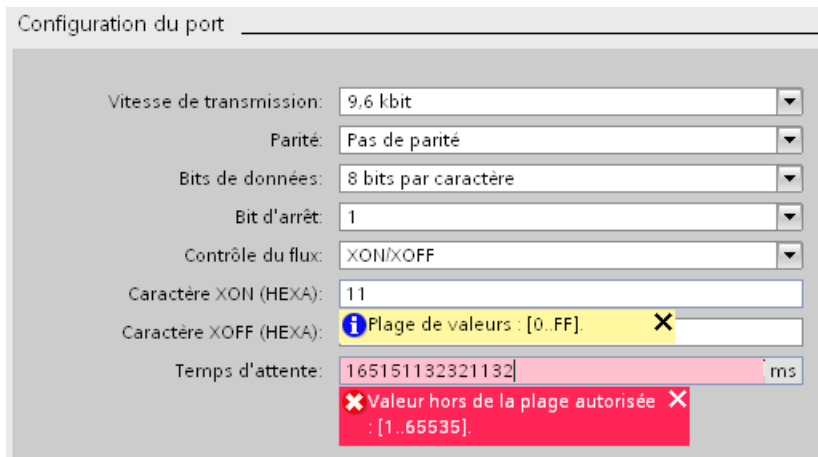 Configuration du port
Vitesse de transmission: 9,6 kbit
Parité: Pas de parité
Bits de données: 8 bits par caractère
Bit d'arrêt: 1
Contrôle du flux: XON/XOFF
Caractère XON (HEXA): 11
Plage de valeurs : [0..FF].
Caractère XOFF (HEXA):
Temps d'attente: 165151132321132 ms
Valeur hors de la plage autorisée
: [1..65535].